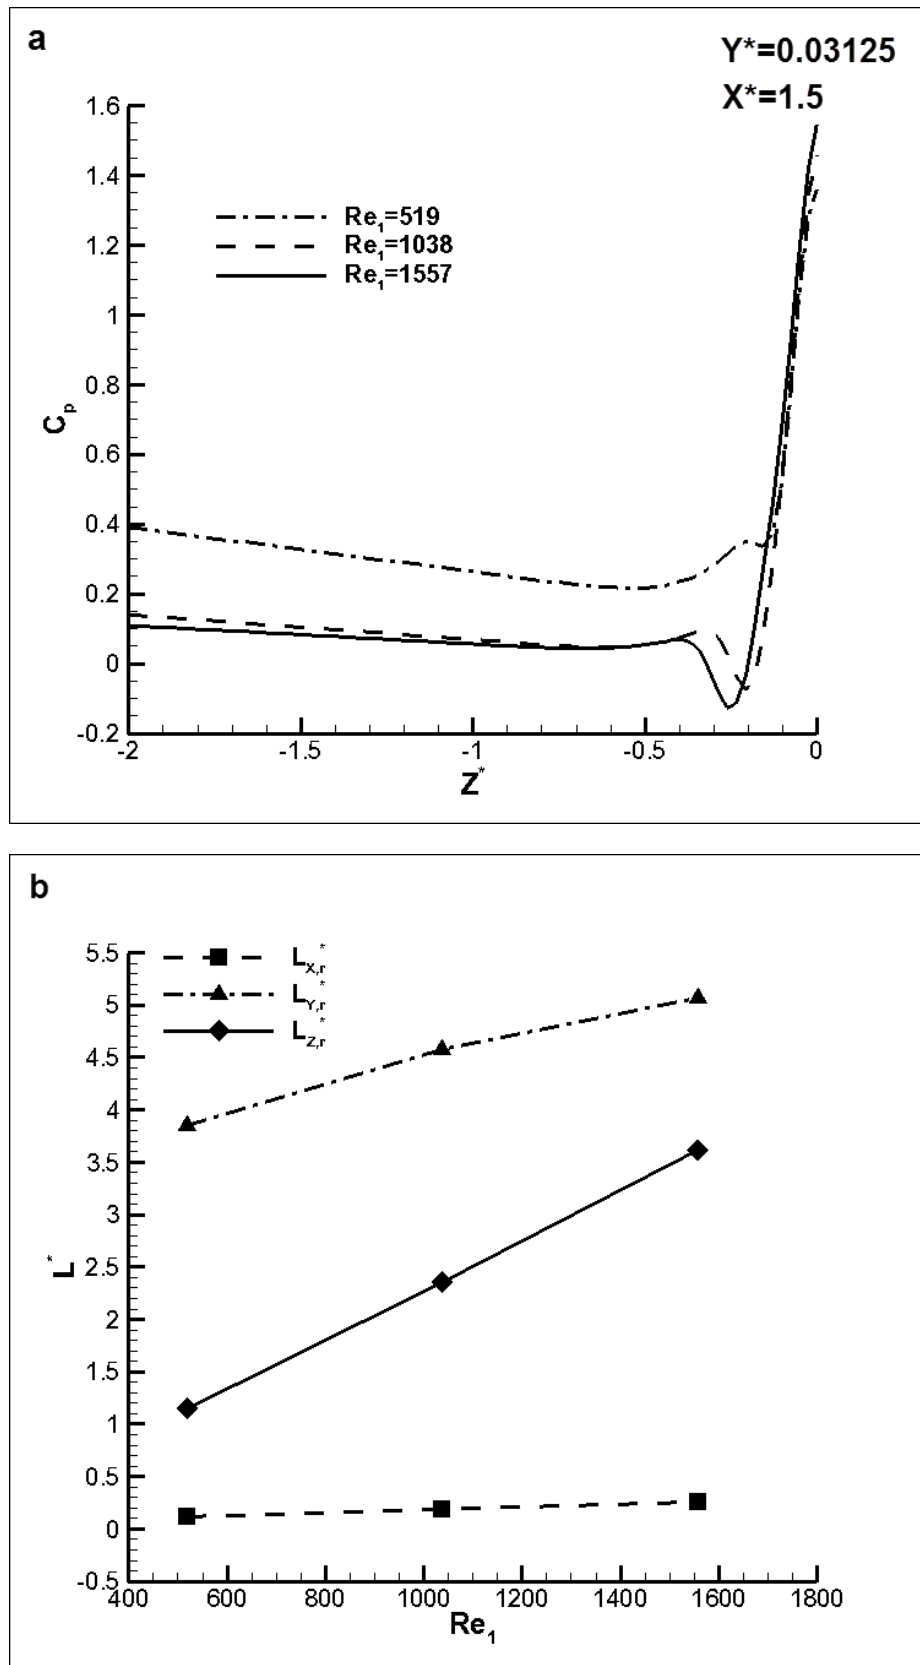 a
Y*=0.03125
X*=1.5
1.6
1.4
1.2
1
0.8
0.6
0.4
0.2
0
-0.2
Cp
Re1=519
Re1=1038
Re1=1557
-2 -1.5 -1 -0.5 0
Z*
b
5.5
5
4.5
4
3.5
3
2.5
2
1.5
1
0.5
0
-0.5
L*
LX,r*
LY,r*
LZ,r*
400 600 800 1000 1200 1400 1600 1800
Re1